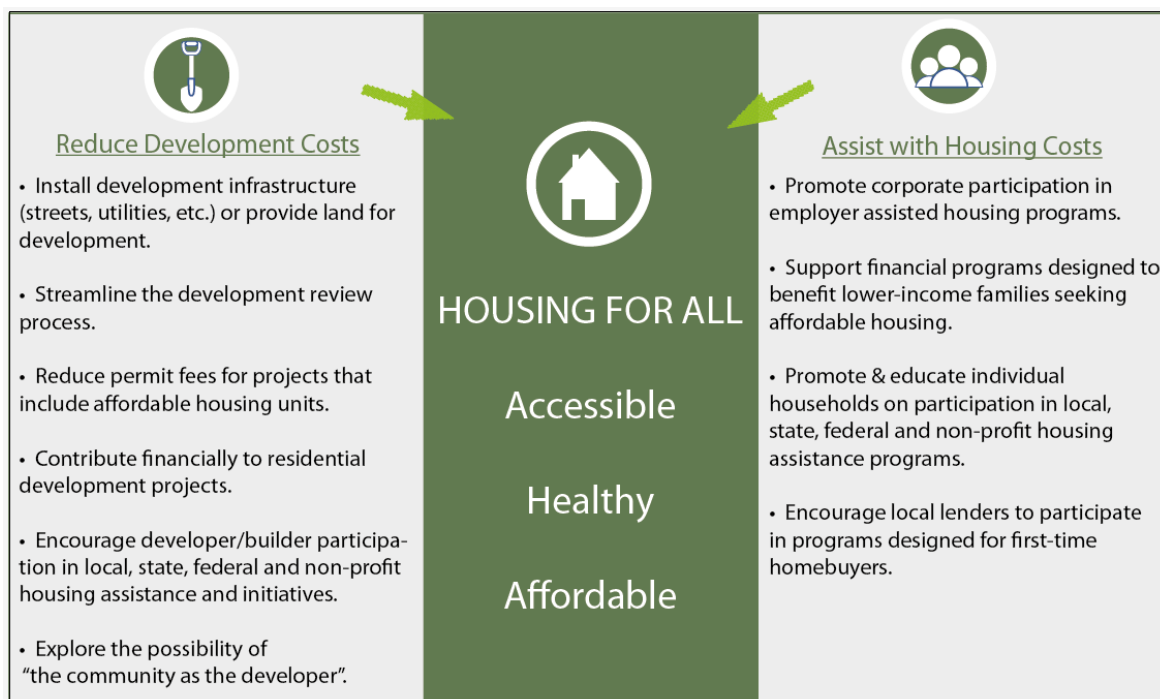 Reduce Development Costs
• Install development infrastructure
(streets, utilities, etc.) or provide land for
development.
• Streamline the development review
process.
• Reduce permit fees for projects that
include affordable housing units.
• Contribute financially to residential
development projects.
• Encourage developer/builder participa-
tion in local, state, federal and non-profit
housing assistance and initiatives.
• Explore the possibility of
“the community as the developer”.
HOUSING FOR ALL
Accessible
Healthy
Affordable
Assist with Housing Costs
• Promote corporate participation in
employer assisted housing programs.
• Support financial programs designed to
benefit lower-income families seeking
affordable housing.
• Promote & educate individual
households on participation in local,
state, federal and non-profit housing
assistance programs.
• Encourage local lenders to participate
in programs designed for first-time
homebuyers.